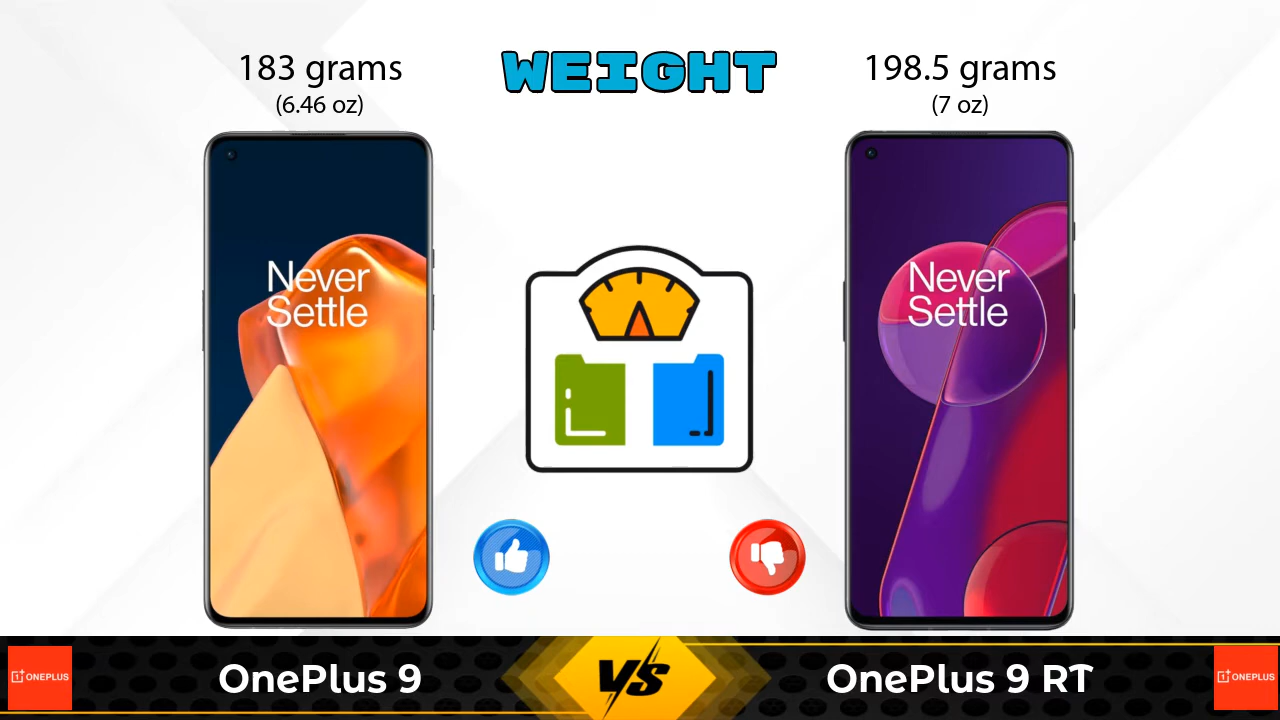 WEIGHT
183 grams
(6.46 oz)
198.5 grams
(7 oz)
Never
Settle
Never
Settle
ONEPLUS
OnePlus 9
VS
OnePlus 9 RT
ONEPLUS